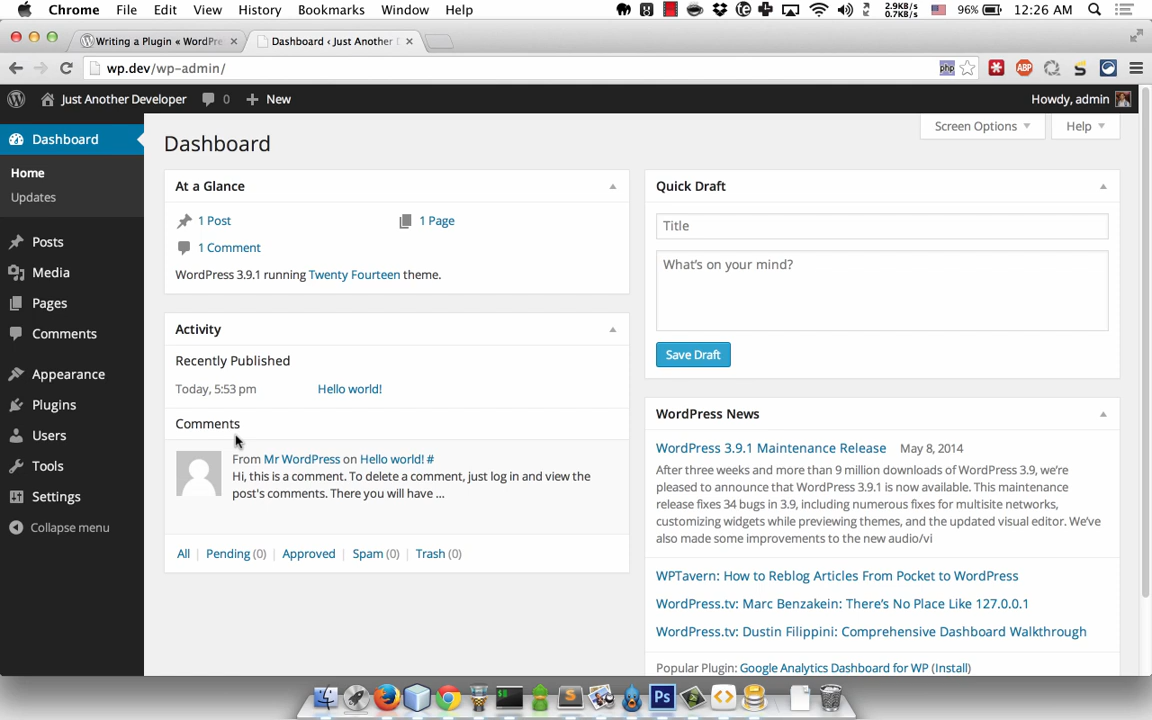 Chrome File Edit View History Bookmarks Window Help 2.9KB/s 0.7KB/s 96% 12:26 AM
Writing a Plugin « WordPre Dashboard ‹ Just Another D
wp.dev/wp-admin/ php ABP
Just Another Developer 0 New Howdy, admin
Dashboard
Home
Updates
Posts
Media
Pages
Comments
Appearance
Plugins
Users
Tools
Settings
Collapse menu
Screen Options Help
Dashboard
At a Glance
1 Post 1 Page
1 Comment
WordPress 3.9.1 running Twenty Fourteen theme.
Activity
Recently Published
Today, 5:53 pm Hello world!
Comments
From Mr WordPress on Hello world! #
Hi, this is a comment. To delete a comment, just log in and view the
post's comments. There you will have ...
All | Pending (0) | Approved | Spam (0) | Trash (0)
Quick Draft
Title
What's on your mind?
Save Draft
WordPress News
WordPress 3.9.1 Maintenance Release May 8, 2014
After three weeks and more than 9 million downloads of WordPress 3.9, we're
pleased to announce that WordPress 3.9.1 is now available. This maintenance
release fixes 34 bugs in 3.9, including numerous fixes for multisite networks,
customizing widgets while previewing themes, and the updated visual editor. We've
also made some improvements to the new audio/vi
WPTavern: How to Reblog Articles From Pocket to WordPress
WordPress.tv: Marc Benzakein: There's No Place Like 127.0.0.1
WordPress.tv: Dustin Filippini: Comprehensive Dashboard Walkthrough
Popular Plugin: Google Analytics Dashboard for WP (Install)
Ps